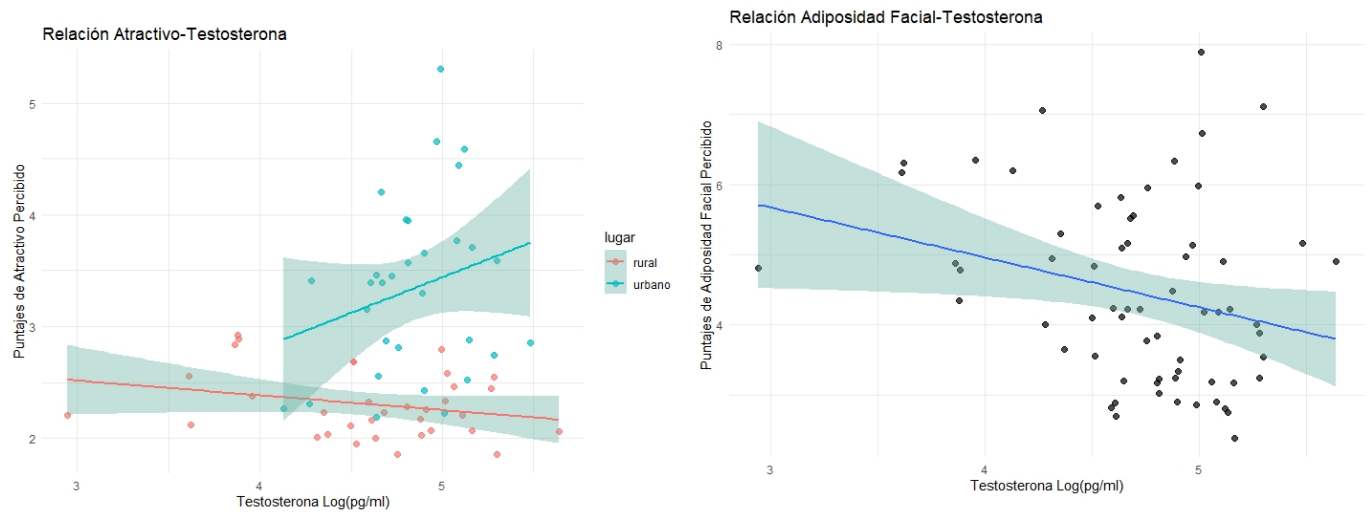 Relación Atractivo-Testosterona
Puntajes de Atractivo Percibido
5
4
3
2
3
4
5
Testosterona Log(pg/ml)
lugar
rural
urbano
Relación Adiposidad Facial-Testosterona
Puntajes de Adiposidad Facial Percibido
8
6
4
3
4
5
Testosterona Log(pg/ml)